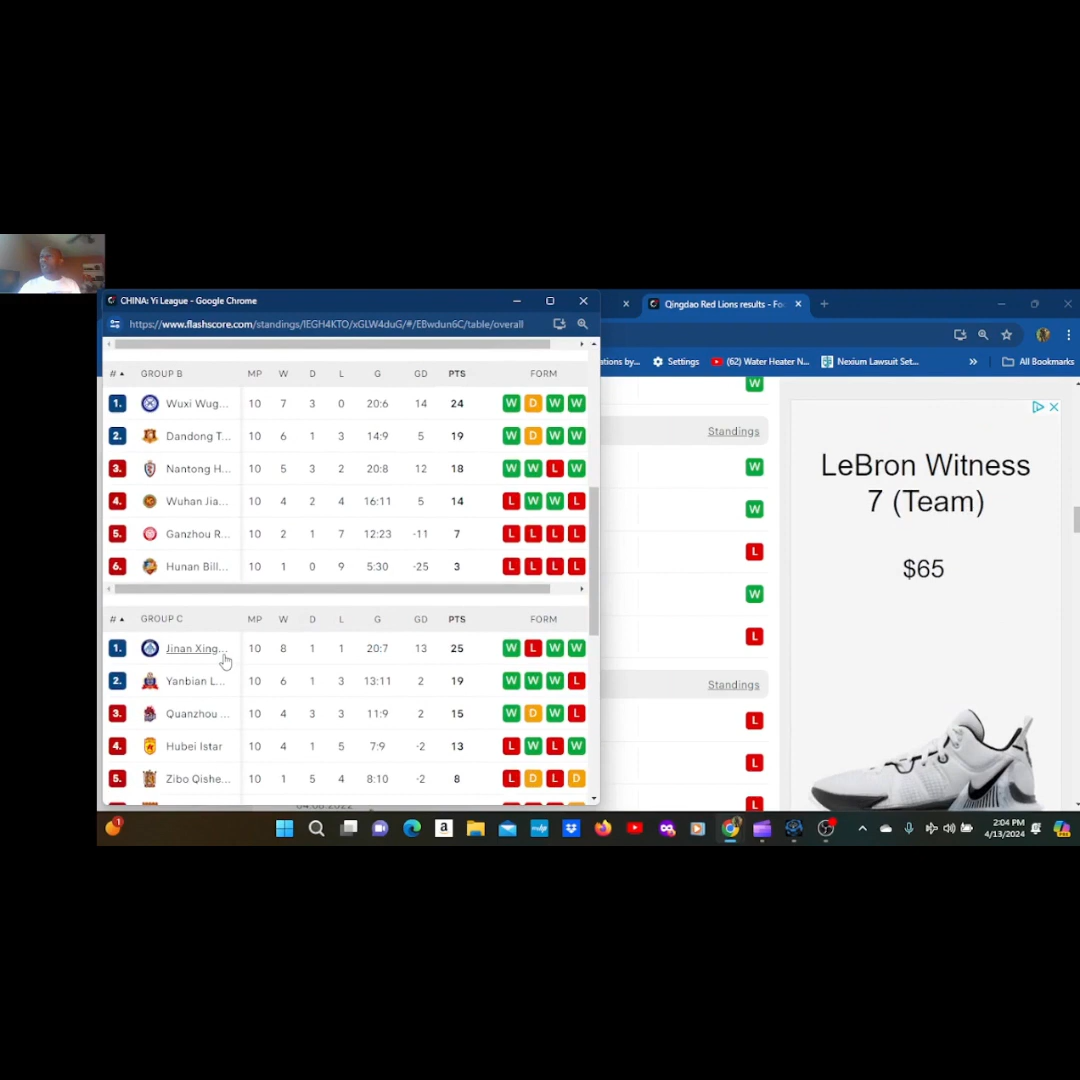 CHINA: Yi League - Google Chrome
https://www.flashscore.com/standings/lEGH4KTO/xGLW4duG/#/EBwdun6C/table/overall
# GROUP B MP W D L G GD PTS FORM
1. Wuxi Wug... 10 7 3 0 20:6 14 24 W D W W
2. Dandong T... 10 6 1 3 14:9 5 19 W D W W
3. Nantong H... 10 5 3 2 20:8 12 18 W W L W
4. Wuhan Jia... 10 4 2 4 16:11 5 14 L W W L
5. Ganzhou R... 10 2 1 7 12:23 -11 7 L L L L
6. Hunan Bill... 10 1 0 9 5:30 -25 3 L L L L
# GROUP C MP W D L G GD PTS FORM
1. Jinan Xing... 10 8 1 1 20:7 13 25 W L W W
2. Yanbian L... 10 6 1 3 13:11 2 19 W W W L
3. Quanzhou ... 10 4 3 3 11:9 2 15 W D W L
4. Hubei Istar 10 4 1 5 7:9 -2 13 L W L W
5. Zibo Qishe... 10 1 5 4 8:10 -2 8 L D L D
Qingdao Red Lions results - Fo
ations by... Settings (62) Water Heater N... Nexium Lawsuit Set... » All Bookmarks
W
Standings
W
W
L
W
L
Standings
L
L
L
LeBron Witness
7 (Team)
$65
1
a
2:04 PM
4/13/2024